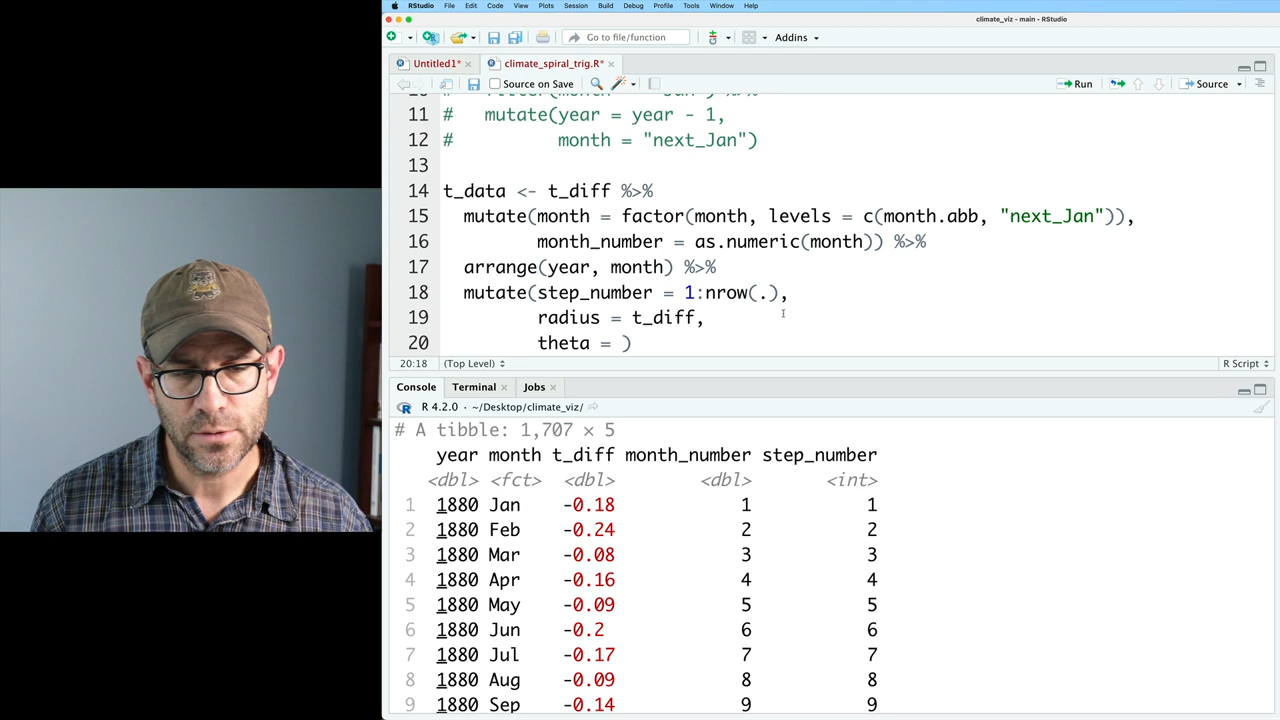 RStudio File Edit Code View Plots Session Build Debug Profile Tools Window Help
climate_viz - main - RStudio
Go to file/function Addins
Untitled1* climate_spiral_trig.R*
Source on Save Run Source
11 # mutate(year = year - 1,
12 # month = "next_Jan")
13
14 t_data <- t_diff %>%
15 mutate(month = factor(month, levels = c(month.abb, "next_Jan")),
16 month_number = as.numeric(month)) %>%
17 arrange(year, month) %>%
18 mutate(step_number = 1:nrow(.),
19 radius = t_diff,
20 theta = )
20:18 (Top Level) R Script
Console Terminal Jobs
R 4.2.0 · ~/Desktop/climate_viz/
# A tibble: 1,707 × 5
year month t_diff month_number step_number
<dbl> <fct> <dbl> <dbl> <int>
1 1880 Jan -0.18 1 1
2 1880 Feb -0.24 2 2
3 1880 Mar -0.08 3 3
4 1880 Apr -0.16 4 4
5 1880 May -0.09 5 5
6 1880 Jun -0.2 6 6
7 1880 Jul -0.17 7 7
8 1880 Aug -0.09 8 8
9 1880 Sep -0.14 9 9